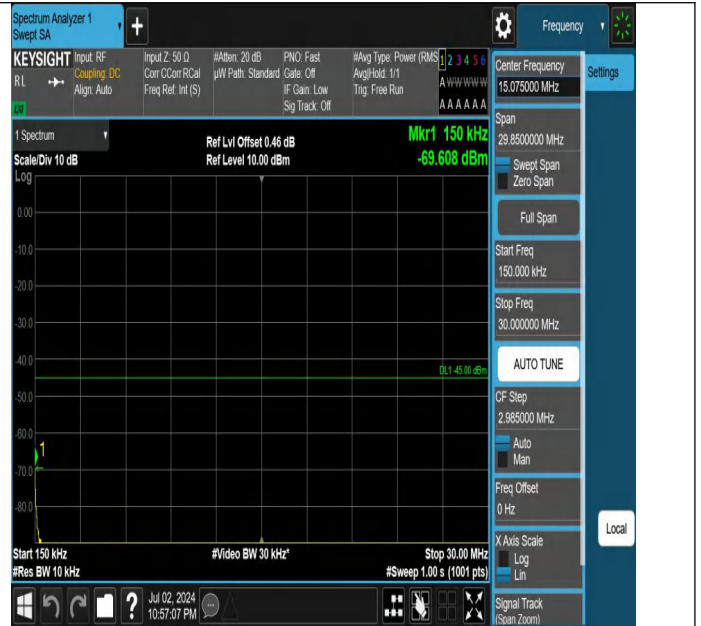 Spectrum Analyzer 1
Swept SA
Frequency
KEYSIGHT
RL
Input: RF
Coupling: DC
Align: Auto
Input Z: 50 Ω
Corr CCorr RCal
Freq Ref: Int (S)
#Atten: 20 dB
µW Path: Standard
PNO: Fast
Gate: Off
IF Gain: Low
Sig Track: Off
#Avg Type: Power (RMS
Avg|Hold: 1/1
Trig: Free Run
1 2 3 4 5 6
A W W W W W
A A A A A A
1 Spectrum
Scale/Div 10 dB
Log
Ref Lvl Offset 0.46 dB
Ref Level 10.00 dBm
Mkr1 150 kHz
-69.608 dBm
0.00
-10.0
-20.0
-30.0
-40.0
DL1 -45.00 dBm
-50.0
-60.0
1
-70.0
-80.0
Start 150 kHz
#Res BW 10 kHz
#Video BW 30 kHz*
Stop 30.00 MHz
#Sweep 1.00 s (1001 pts)
Jul 02, 2024
10:57:07 PM
?
Center Frequency
15.075000 MHz
Settings
Span
29.8500000 MHz
Swept Span
Zero Span
Full Span
Start Freq
150.000 kHz
Stop Freq
30.000000 MHz
AUTO TUNE
CF Step
2.985000 MHz
Auto
Man
Freq Offset
0 Hz
X Axis Scale
Log
Lin
Local
Signal Track
(Span Zoom)